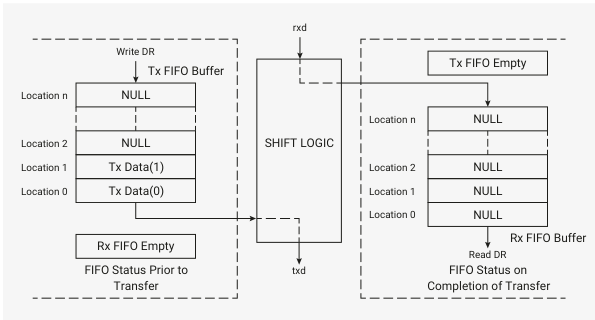 rxd
Write DR
Tx FIFO Buffer
Location n
NULL
Location 2
NULL
Location 1
Tx Data(1)
Location 0
Tx Data(0)
Rx FIFO Empty
FIFO Status Prior to
Transfer
SHIFT LOGIC
txd
Tx FIFO Empty
Location n
NULL
Location 2
NULL
Location 1
NULL
Location 0
NULL
Rx FIFO Buffer
Read DR
FIFO Status on
Completion of Transfer